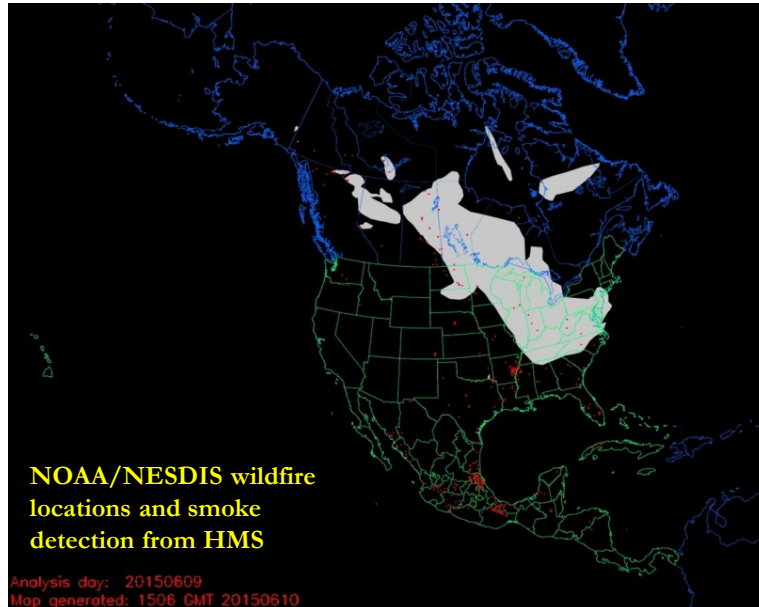 NOAA/NESDIS wildfire
locations and smoke
detection from HMS
Analysis day:  20150609
Map generated: 1506 GMT 20150610